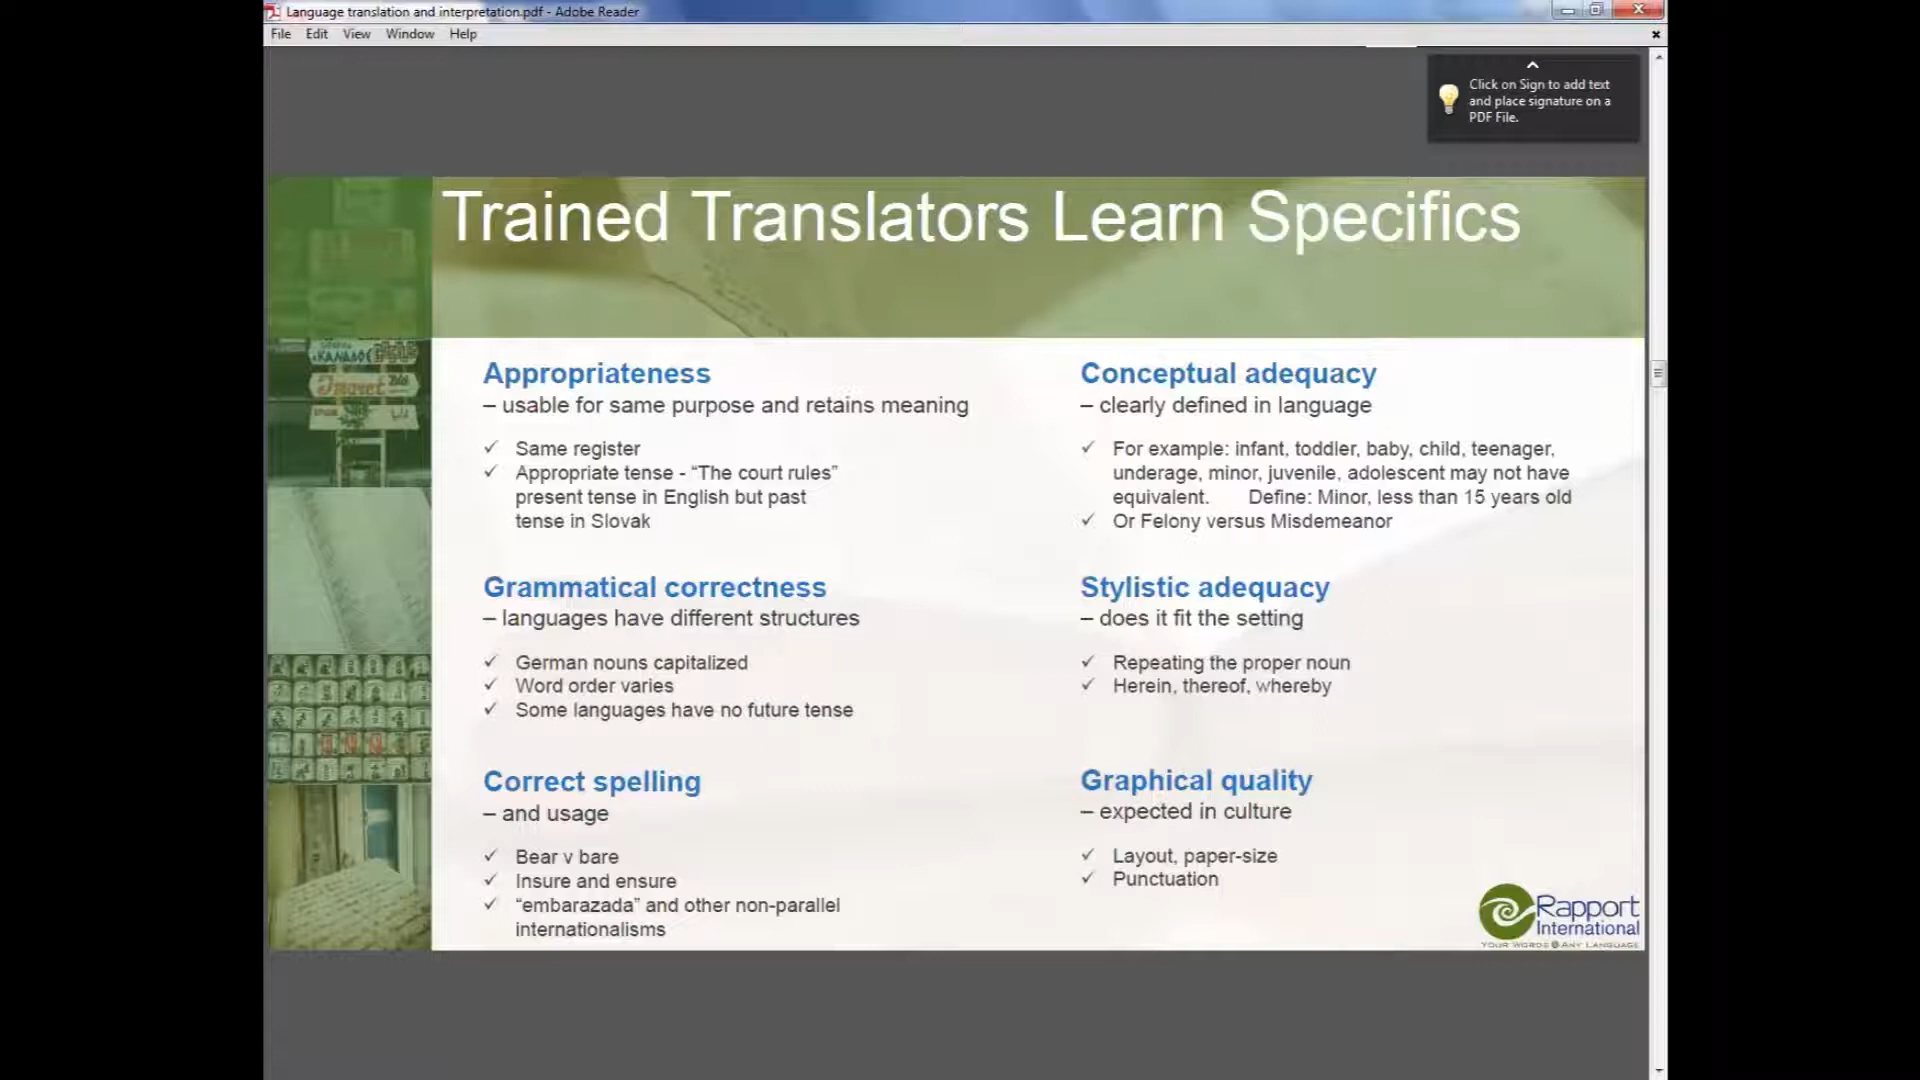 Language translation and interpretation.pdf - Adobe Reader
File Edit View Window Help
Click on Sign to add text
and place signature on a
PDF File.
Trained Translators Learn Specifics
Appropriateness
– usable for same purpose and retains meaning
✓ Same register
✓ Appropriate tense - “The court rules”
present tense in English but past
tense in Slovak
Grammatical correctness
– languages have different structures
✓ German nouns capitalized
✓ Word order varies
✓ Some languages have no future tense
Correct spelling
– and usage
✓ Bear v bare
✓ Insure and ensure
✓ “embarazada” and other non-parallel
internationalisms
Conceptual adequacy
– clearly defined in language
✓ For example: infant, toddler, baby, child, teenager,
underage, minor, juvenile, adolescent may not have
equivalent. Define: Minor, less than 15 years old
✓ Or Felony versus Misdemeanor
Stylistic adequacy
– does it fit the setting
✓ Repeating the proper noun
✓ Herein, thereof, whereby
Graphical quality
– expected in culture
✓ Layout, paper-size
✓ Punctuation
Rapport
International
YOUR WORDS @ ANY LANGUAGE